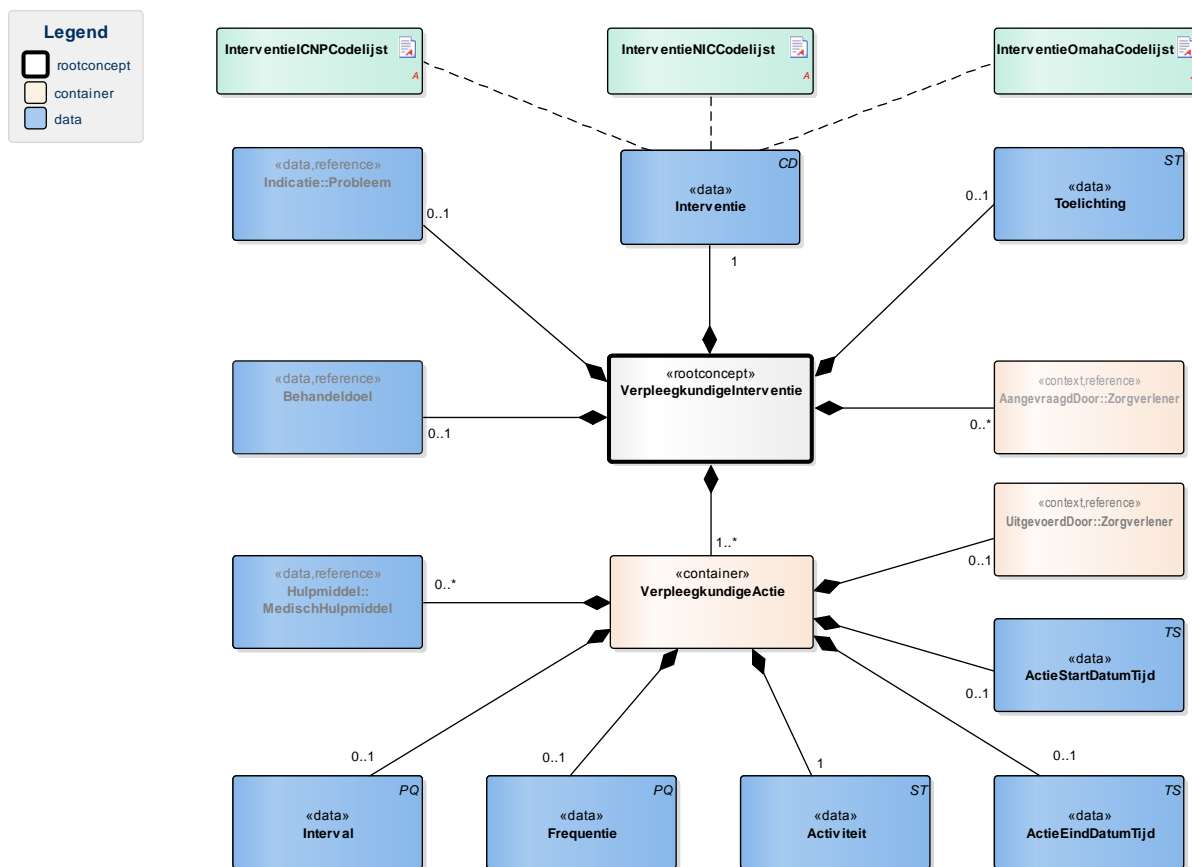 Legend
rootconcept
container
data
InterventieICNPCodelijst
A
InterventieNICCodelijst
A
InterventieOmahaCodelijst
A
«data,reference»
Indicatie::Probleem
0..1
CD
«data»
Interventie
1
ST
«data»
Toelichting
0..1
«data,reference»
Behandeldoel
0..1
«rootconcept»
VerpleegkundigeInterventie
«context,reference»
AangevraagdDoor::Zorgverlener
0..*
1..*
«context,reference»
UitgevoerdDoor::Zorgverlener
0..1
«data,reference»
Hulpmiddel::
MedischHulpmiddel
0..*
«container»
VerpleegkundigeActie
TS
«data»
ActieStartDatumTijd
0..1
0..1
0..1
1
0..1
PQ
«data»
Interval
PQ
«data»
Frequentie
ST
«data»
Activiteit
TS
«data»
ActieEindDatumTijd